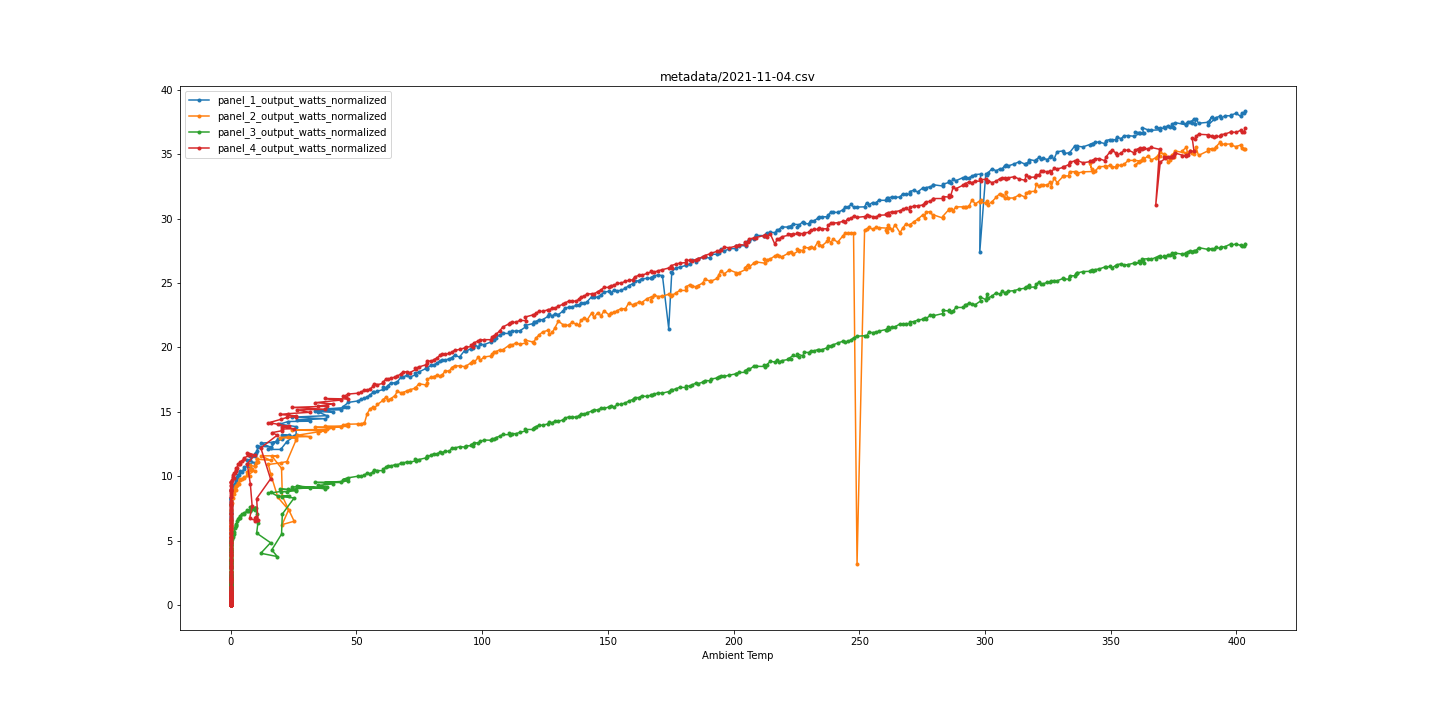 metadata/2021-11-04.csv
panel_1_output_watts_normalized
panel_2_output_watts_normalized
panel_3_output_watts_normalized
panel_4_output_watts_normalized
40
35
30
25
20
15
10
5
0
0 50 100 150 200 250 300 350 400
Ambient Temp